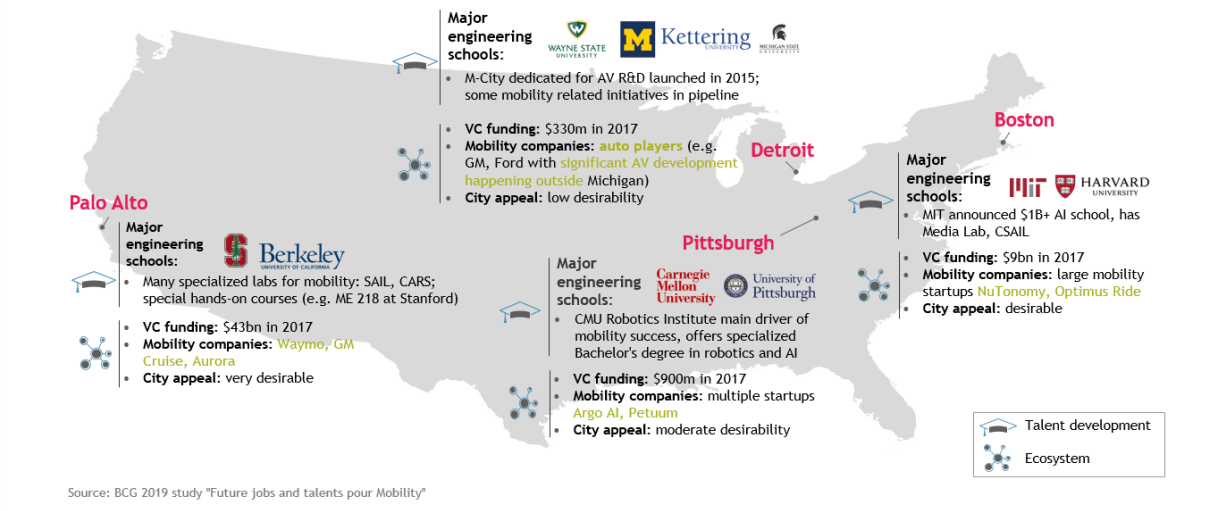 Major
engineering
schools:
WAYNE STATE
UNIVERSITY
M
Kettering
UNIVERSITY
MICHIGAN STATE
UNIVERSITY
• M-City dedicated for AV R&D launched in 2015;
some mobility related initiatives in pipeline
• VC funding: $330m in 2017
• Mobility companies: auto players (e.g.
GM, Ford with significant AV development
happening outside Michigan)
• City appeal: low desirability
Detroit
Boston
Major
engineering
schools:
MIT
HARVARD
UNIVERSITY
• MIT announced $1B+ AI school, has
Media Lab, CSAIL
• VC funding: $9bn in 2017
• Mobility companies: large mobility
startups NuTonomy, Optimus Ride
• City appeal: desirable
Palo Alto
Major
engineering
schools:
S
Berkeley
UNIVERSITY OF CALIFORNIA
• Many specialized labs for mobility: SAIL, CARS;
special hands-on courses (e.g. ME 218 at Stanford)
• VC funding: $43bn in 2017
• Mobility companies: Waymo, GM
Cruise, Aurora
• City appeal: very desirable
Pittsburgh
Major
engineering
schools:
Carnegie
Mellon
University
University of
Pittsburgh
• CMU Robotics Institute main driver of
mobility success, offers specialized
Bachelor's degree in robotics and AI
• VC funding: $900m in 2017
• Mobility companies: multiple startups
Argo AI, Petuum
• City appeal: moderate desirability
Talent development
Ecosystem
Source: BCG 2019 study "Future jobs and talents pour Mobility"